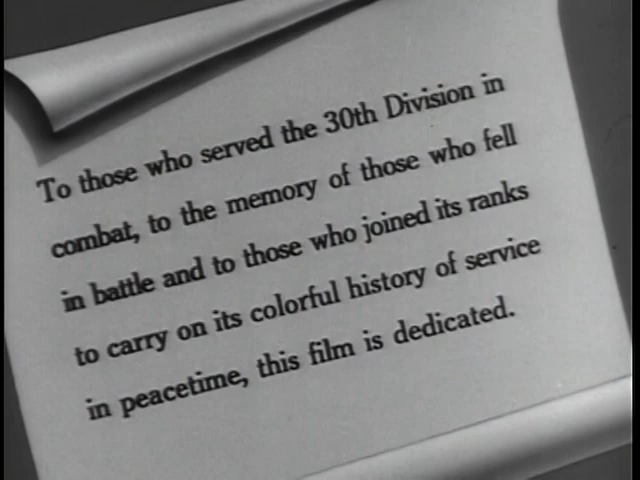 To those who served the 30th Division in
combat, to the memory of those who fell
in battle and to those who joined its ranks
to carry on its colorful history of service
in peacetime, this film is dedicated.